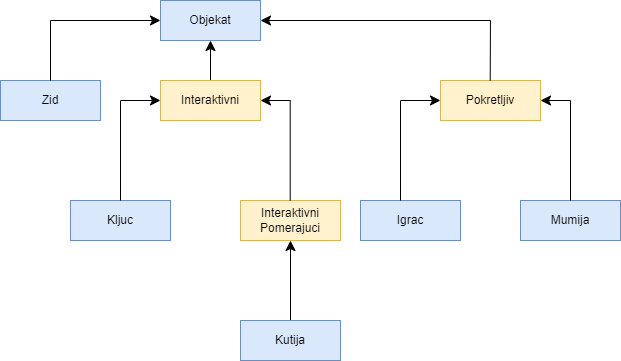 Objekat
Zid
Interaktivni
Pokretljiv
Kljuc
Interaktivni
Pomerajuci
Igrac
Mumija
Kutija